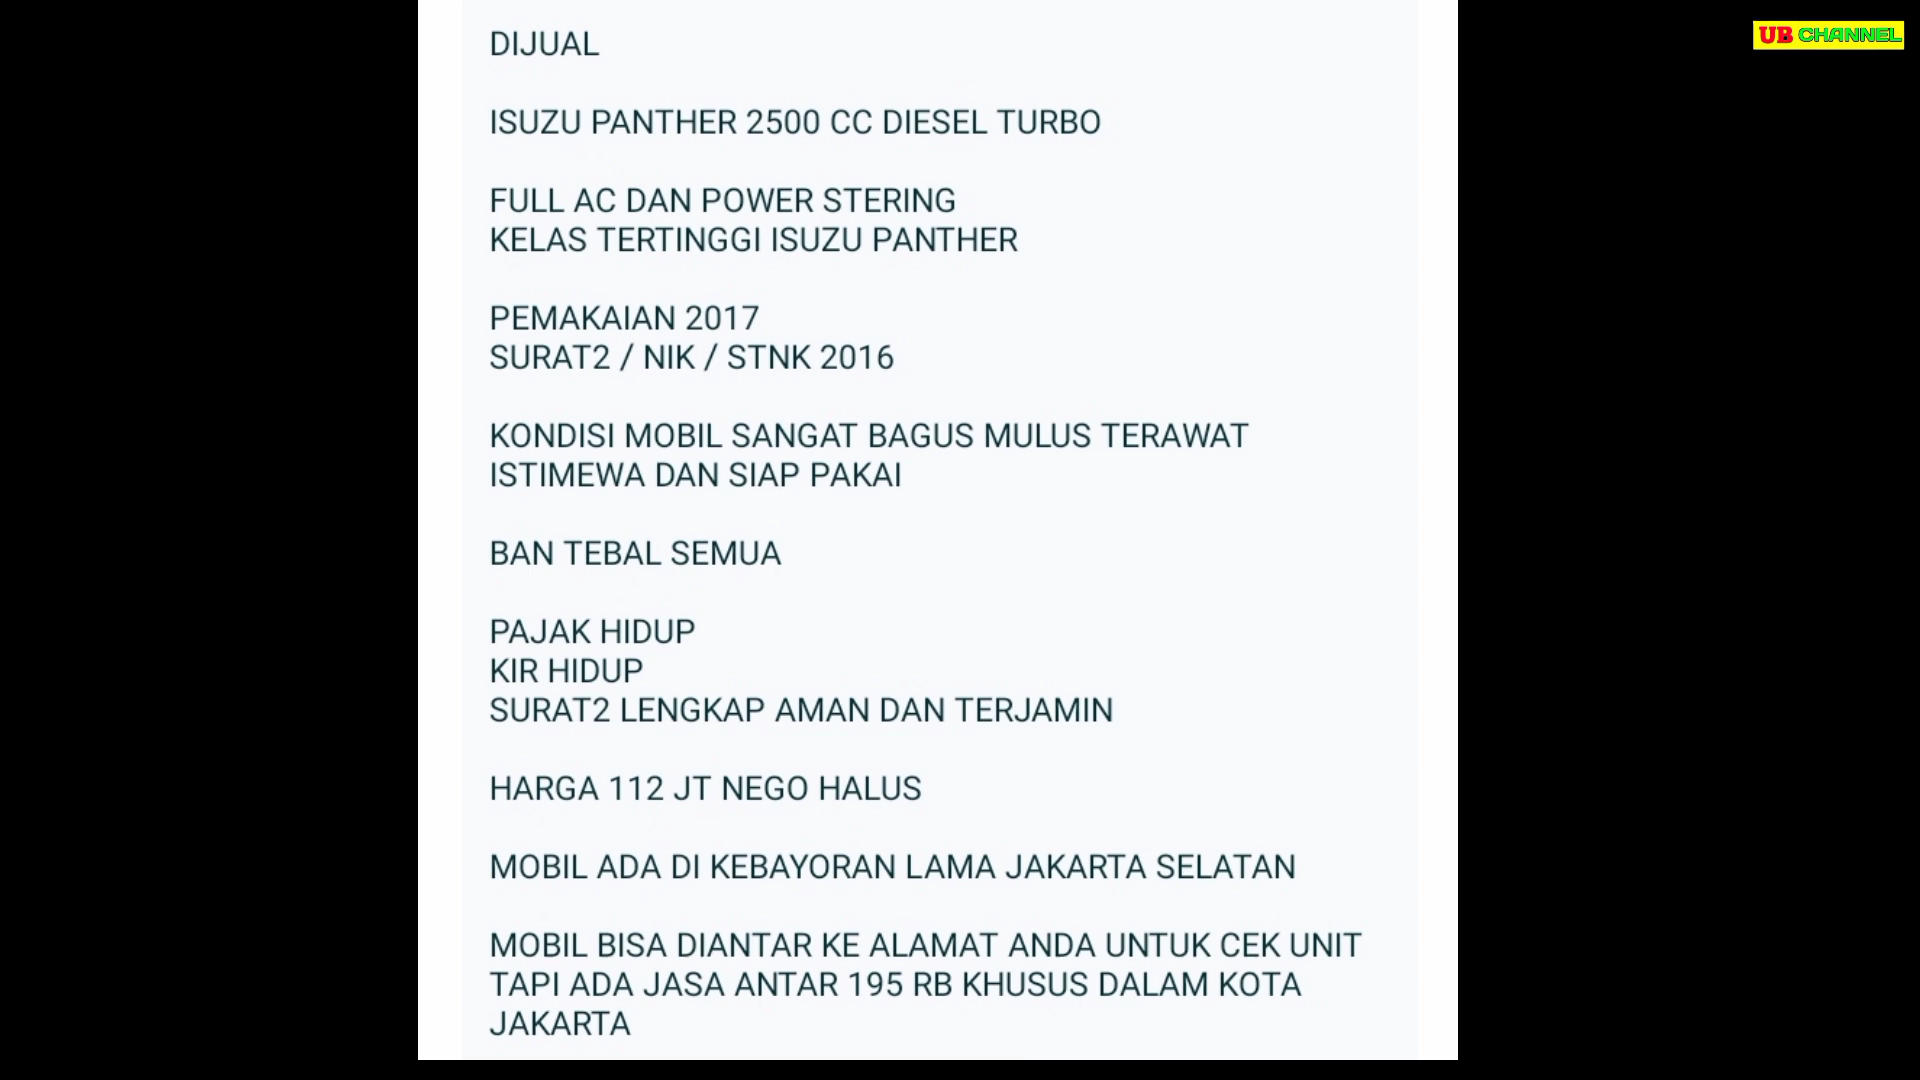 UB CHANNEL
DIJUAL
ISUZU PANTHER 2500 CC DIESEL TURBO
FULL AC DAN POWER STERING
KELAS TERTINGGI ISUZU PANTHER
PEMAKAIAN 2017
SURAT2 / NIK / STNK 2016
KONDISI MOBIL SANGAT BAGUS MULUS TERAWAT
ISTIMEWA DAN SIAP PAKAI
BAN TEBAL SEMUA
PAJAK HIDUP
KIR HIDUP
SURAT2 LENGKAP AMAN DAN TERJAMIN
HARGA 112 JT NEGO HALUS
MOBIL ADA DI KEBAYORAN LAMA JAKARTA SELATAN
MOBIL BISA DIANTAR KE ALAMAT ANDA UNTUK CEK UNIT
TAPI ADA JASA ANTAR 195 RB KHUSUS DALAM KOTA
JAKARTA